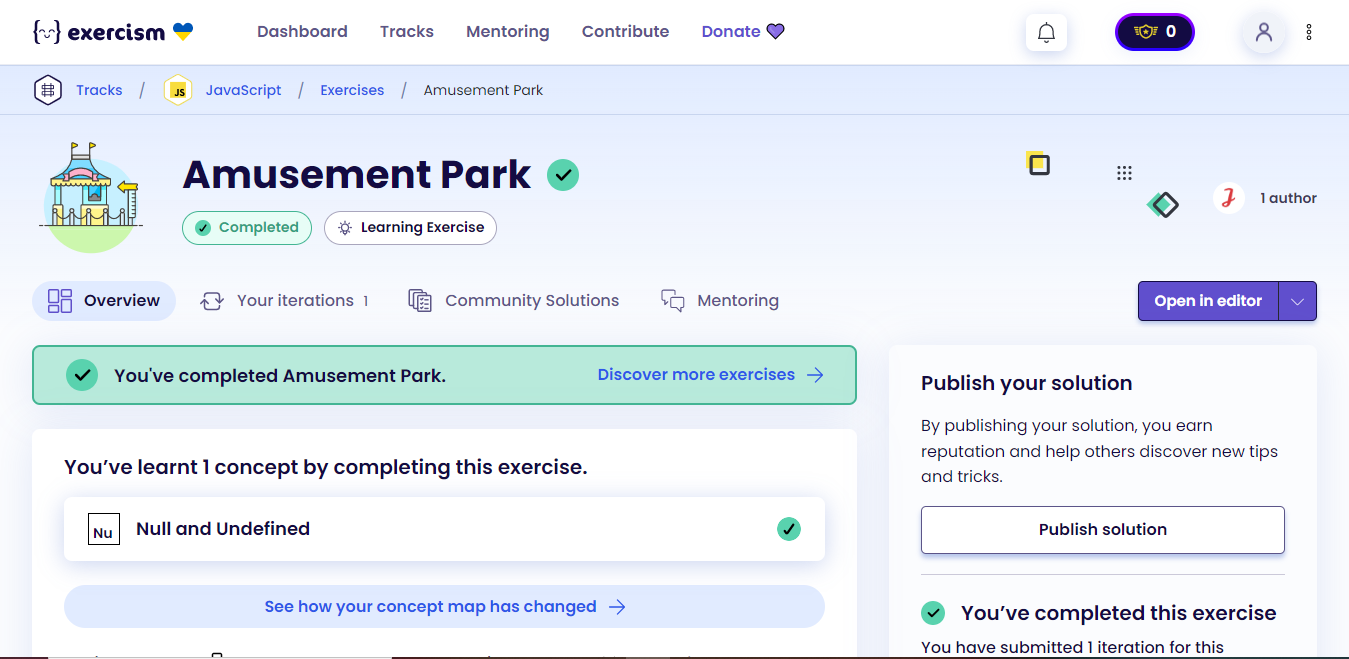 exercism
Dashboard Tracks Mentoring Contribute Donate 0
Tracks / JS JavaScript / Exercises / Amusement Park
Amusement Park
Completed Learning Exercise
1 author
Overview Your iterations 1 Community Solutions Mentoring
Open in editor
You've completed Amusement Park. Discover more exercises
You’ve learnt 1 concept by completing this exercise.
Nu Null and Undefined
See how your concept map has changed
Publish your solution
By publishing your solution, you earn
reputation and help others discover new tips
and tricks.
Publish solution
You’ve completed this exercise
You have submitted 1 iteration for this